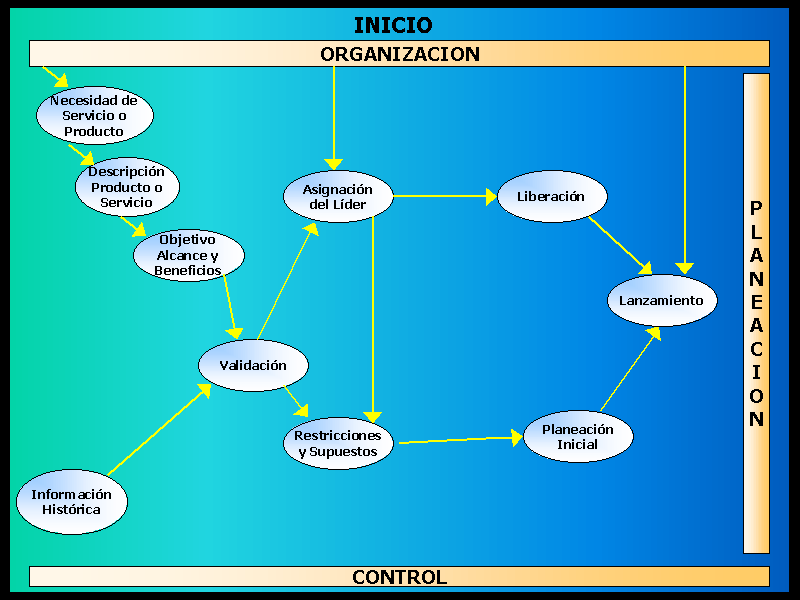 INICIO
ORGANIZACION
Necesidad de
Servicio o
Producto
Descripción
Producto o
Servicio
Objetivo
Alcance y
Beneficios
Asignación
del Líder
Liberación
Lanzamiento
Validación
Restricciones
y Supuestos
Planeación
Inicial
Información
Histórica
P
L
A
N
E
A
C
I
O
N
CONTROL